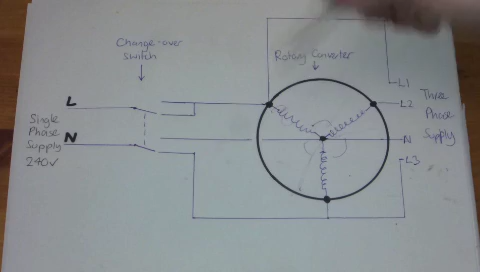 Change-over
Switch
Rotary Converter
L
N
Single
Phase
Supply
240v
L1
L2
N
L3
Three
Phase
Supply